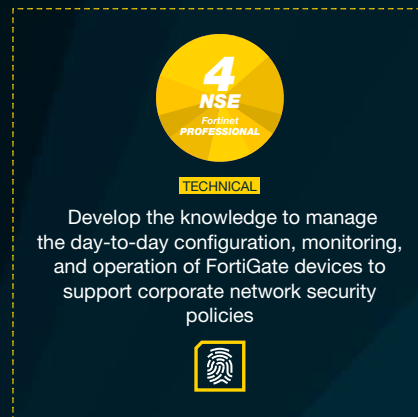 4
NSE
Fortinet
PROFESSIONAL
TECHNICAL
Develop the knowledge to manage
the day-to-day configuration, monitoring,
and operation of FortiGate devices to
support corporate network security
policies